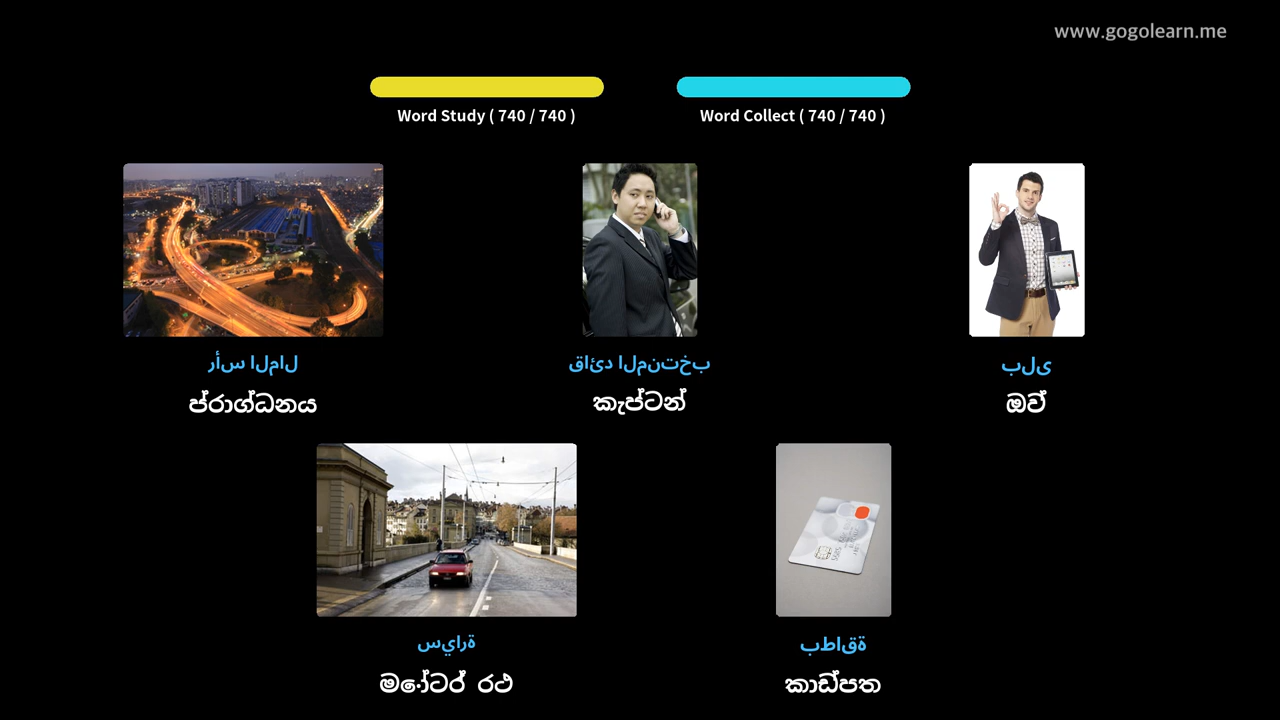 www.gogolearn.me
Word Study ( 740 / 740 )
Word Collect ( 740 / 740 )
رأس المال
ප්රාග්ධනය
قائد المنتخب
කැප්ටන්
بلى
ඔව්
سيارة
මෝටර් රථ
بطاقة
කාඩ්පත